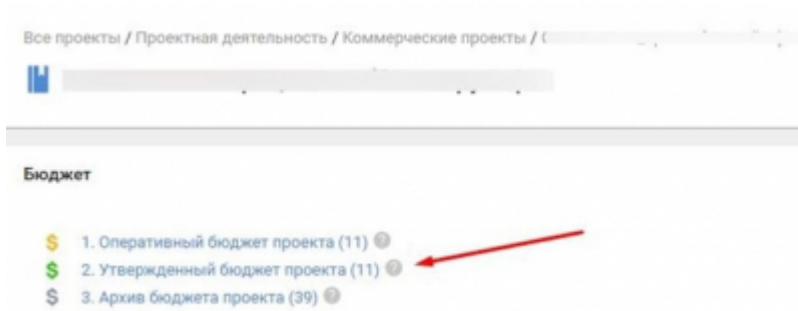 Все проекты / Проектная деятельность / Коммерческие проекты /
Бюджет
$ 1. Оперативный бюджет проекта (11) ?
$ 2. Утвержденный бюджет проекта (11) ?
$ 3. Архив бюджета проекта (39) ?